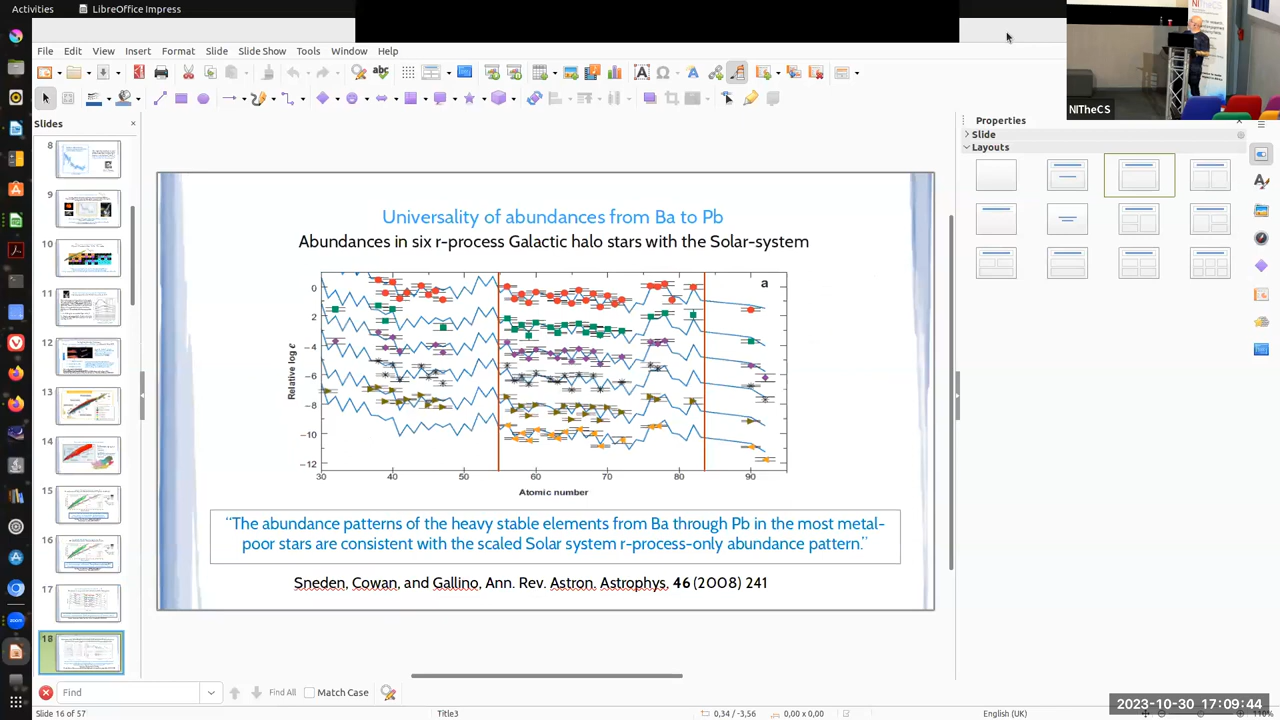 Activities
LibreOffice Impress
File Edit View Insert Format Slide Slide Show Tools Window Help
NITheCS
Slides
8
9
10
11
12
13
14
15
16
17
18
Universality of abundances from Ba to Pb
Abundances in six r-process Galactic halo stars with the Solar-system
a
Relative log ϵ
0
2
−4
−6
−8
−10
−12
30 40 50 60 70 80 90
Atomic number
“The abundance patterns of the heavy stable elements from Ba through Pb in the most metal-
poor stars are consistent with the scaled Solar system r-process-only abundance pattern.”
Sneden, Cowan, and Gallino, Ann. Rev. Astron. Astrophys. 46 (2008) 241
Properties
Slide
Layouts
Find
Find All
Match Case
Slide 16 of 57
Title3
0,34 / -3,56
0,00 x 0,00
English (UK)
2023-10-30 17:09:44